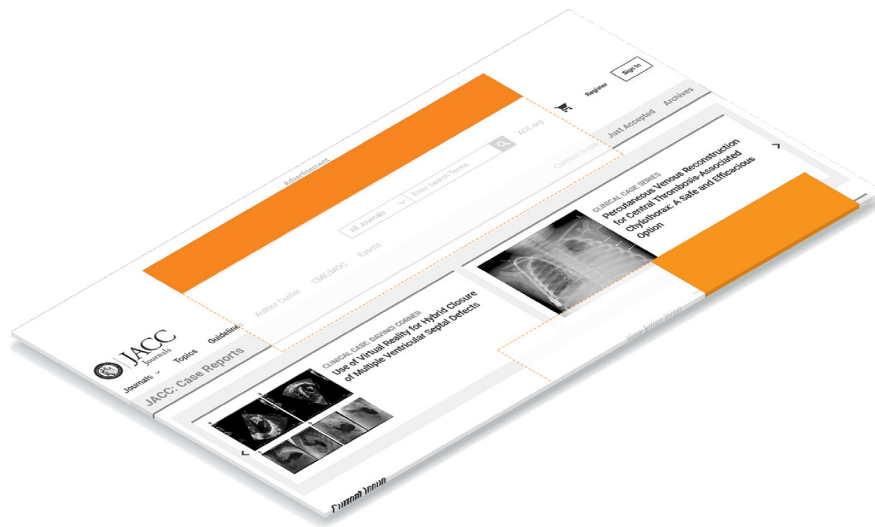 Sign In
Register
Advertisement
ACC.org
Enter Search Terms
All Journals
JACC
Journals
Journals
Topics
Guidelin
Author Center
CME/MOC
Events
JACC: Case Reports
Current Issue
Just Accepted
Archives
CLINICAL CASE: DAVINCI CORNER
Use of Virtual Reality for Hybrid Closure
of Multiple Ventricular Septal Defects
CLINICAL CASE SERIES
Percutaneous Venous Reconstruction
for Central Thrombosis-Associated
Chylothorax: A Safe and Efficacious
Option